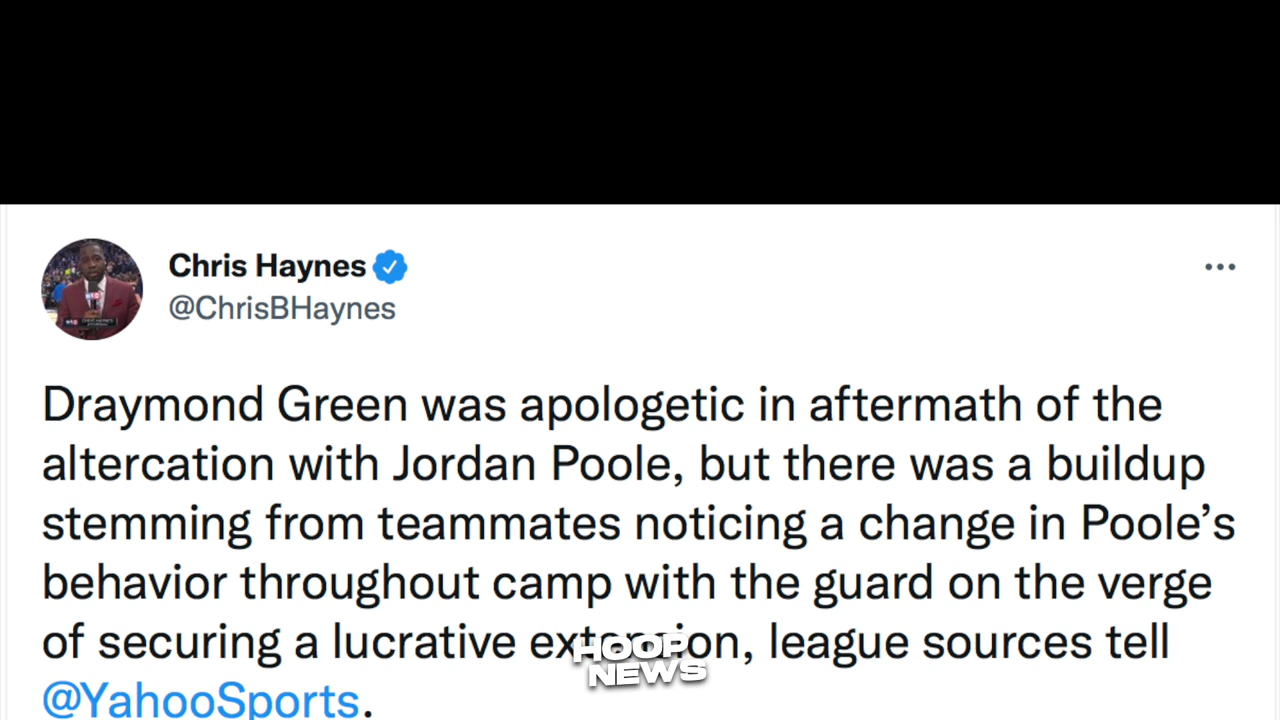 Chris Haynes
@ChrisBHaynes
Draymond Green was apologetic in aftermath of the
altercation with Jordan Poole, but there was a buildup
stemming from teammates noticing a change in Poole’s
behavior throughout camp with the guard on the verge
of securing a lucrative extension, league sources tell
HOOP
NEWS
@YahooSports.